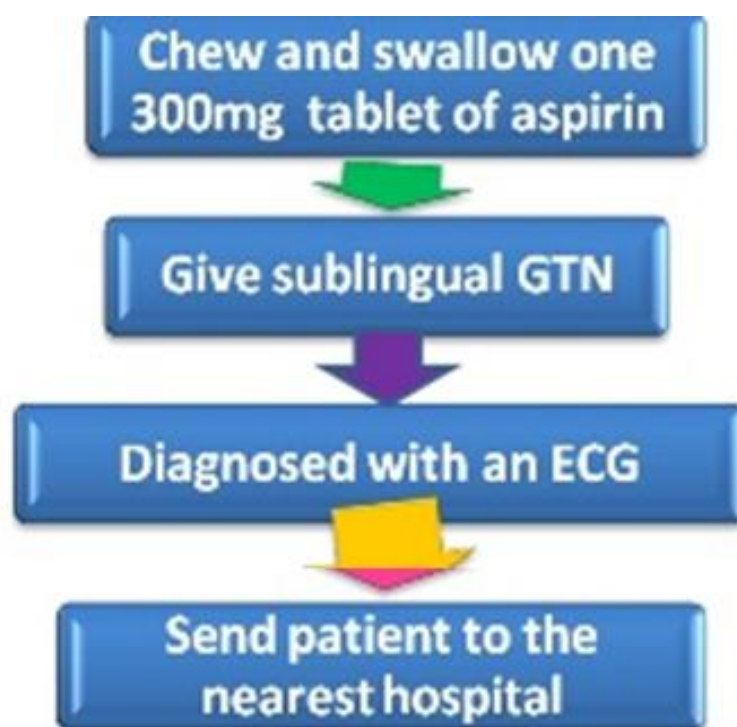 Chew and swallow one
300mg tablet of aspirin
Give sublingual GTN
Diagnosed with an ECG
Send patient to the
nearest hospital